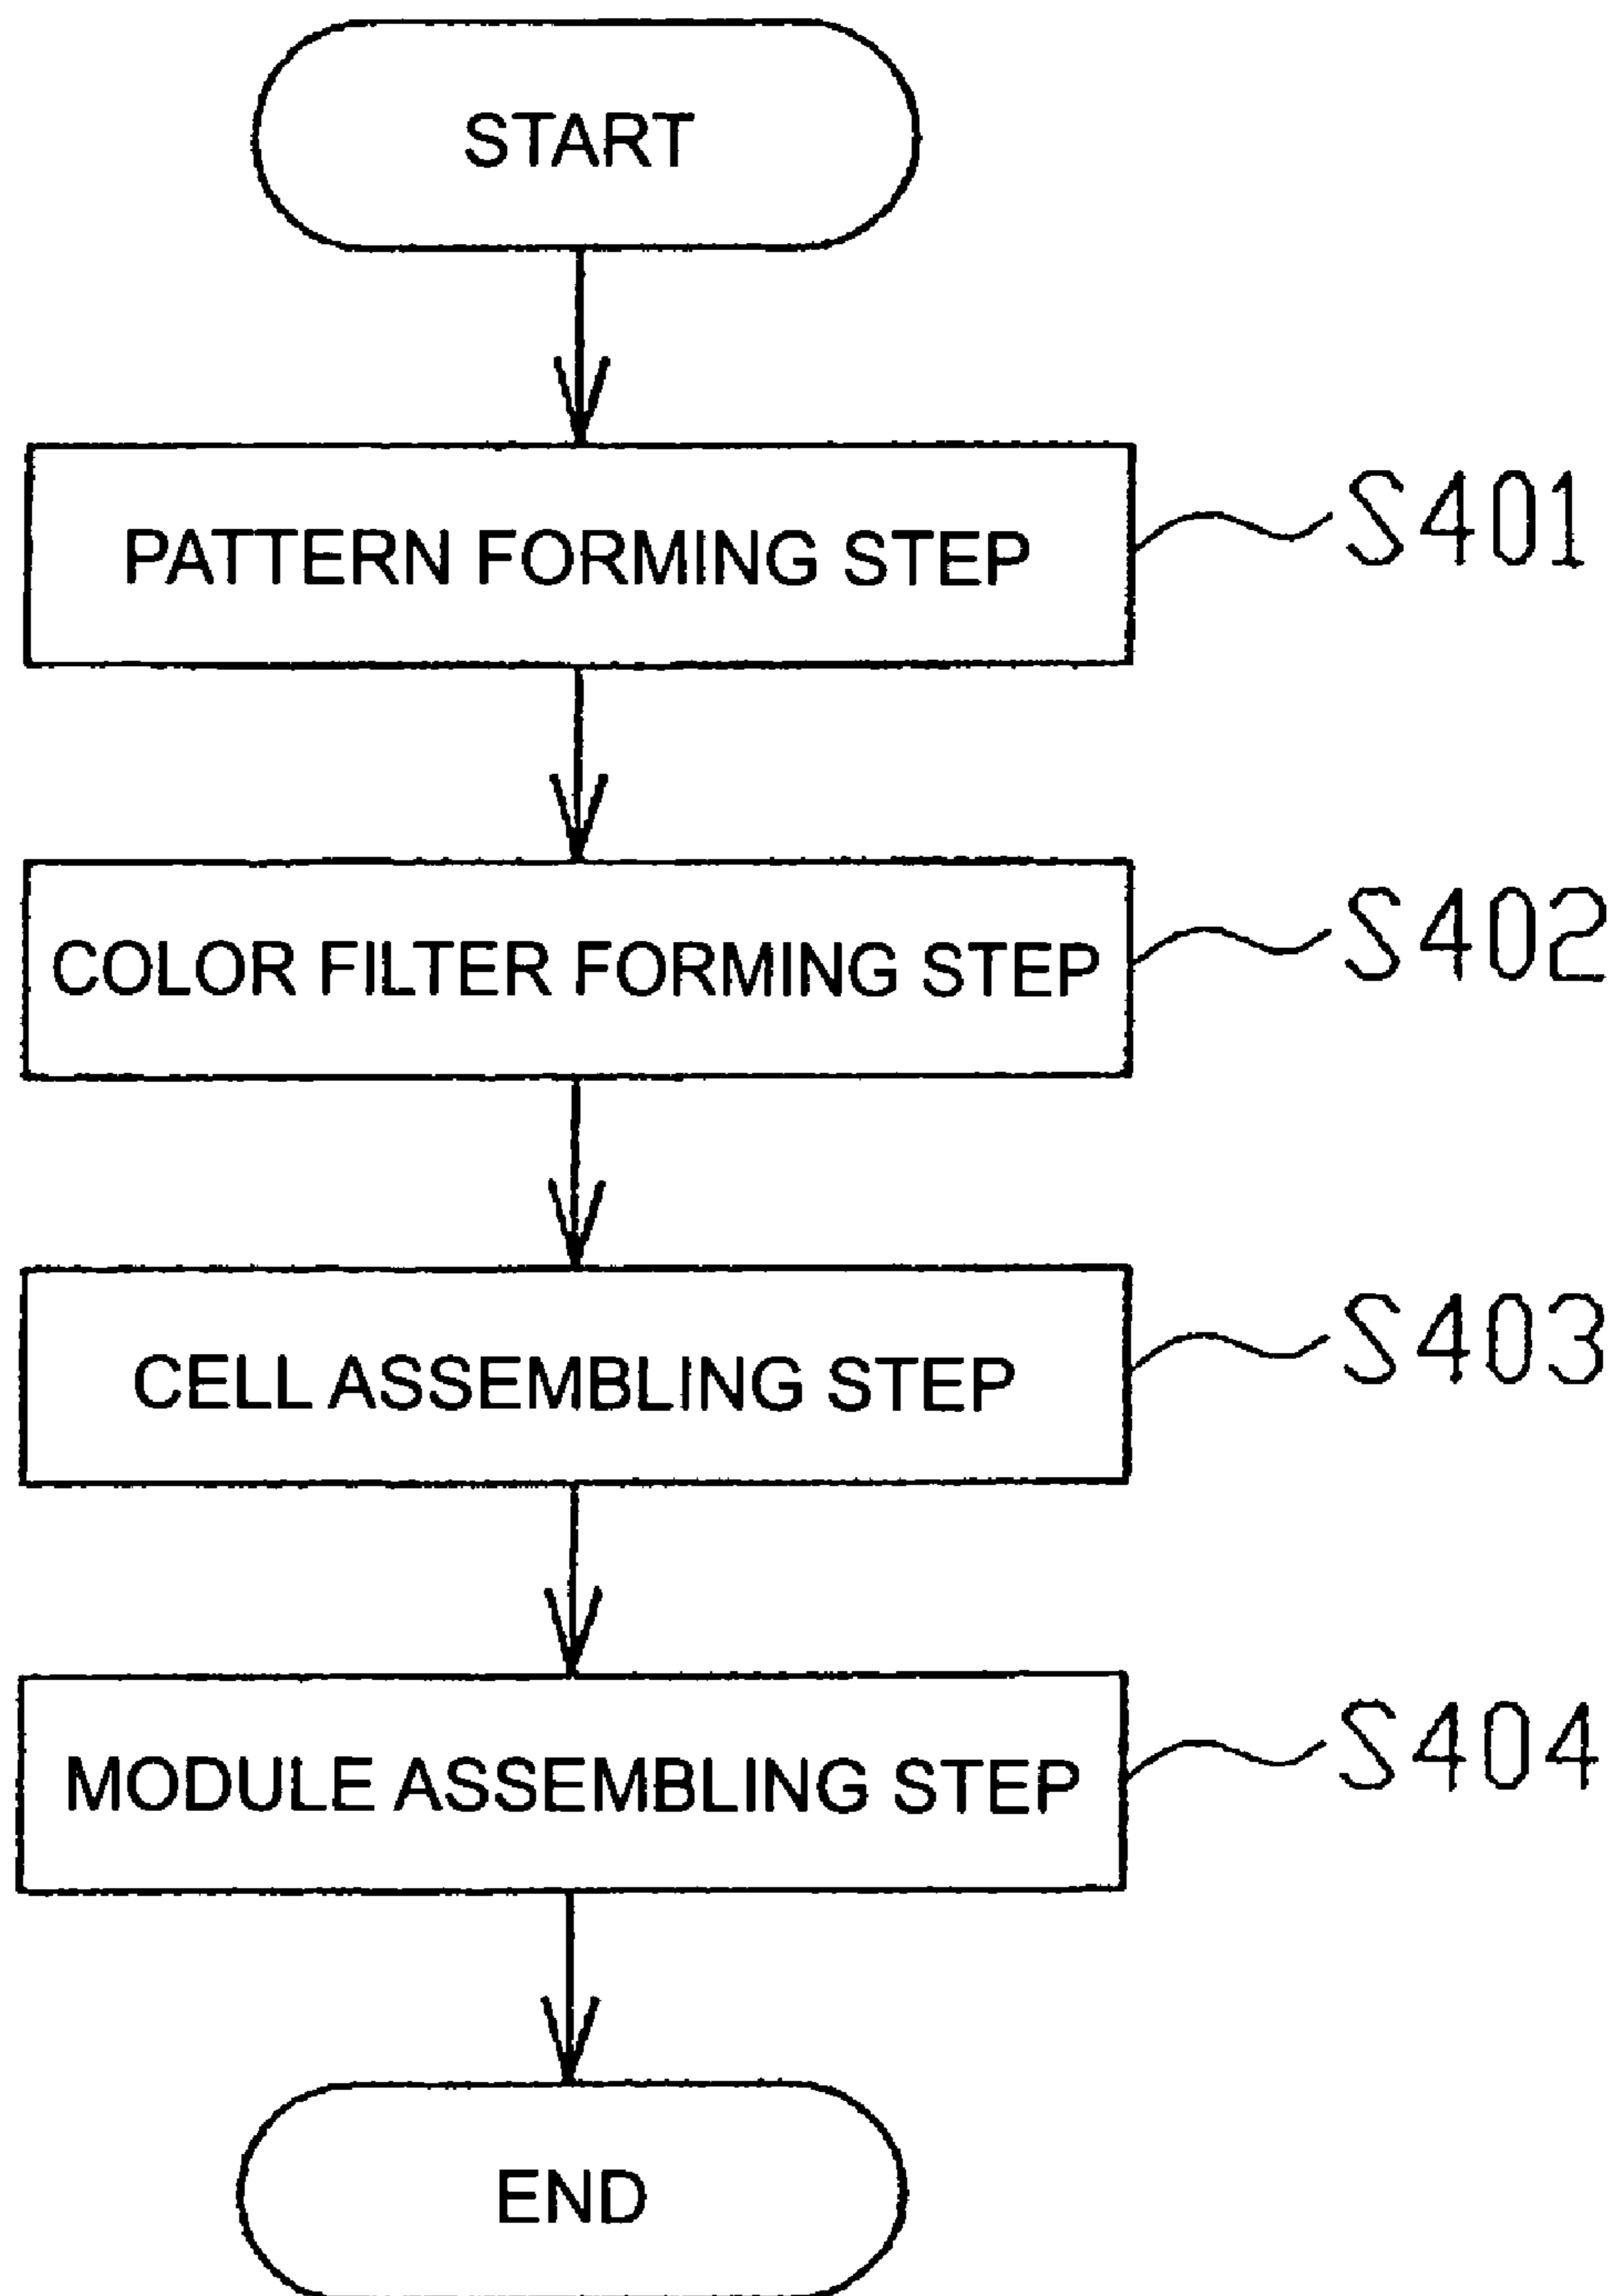 START
PATTERN FORMING STEP
S401
COLOR FILTER FORMING STEP
S402
CELL ASSEMBLING STEP
S403
MODULE ASSEMBLING STEP
S404
END